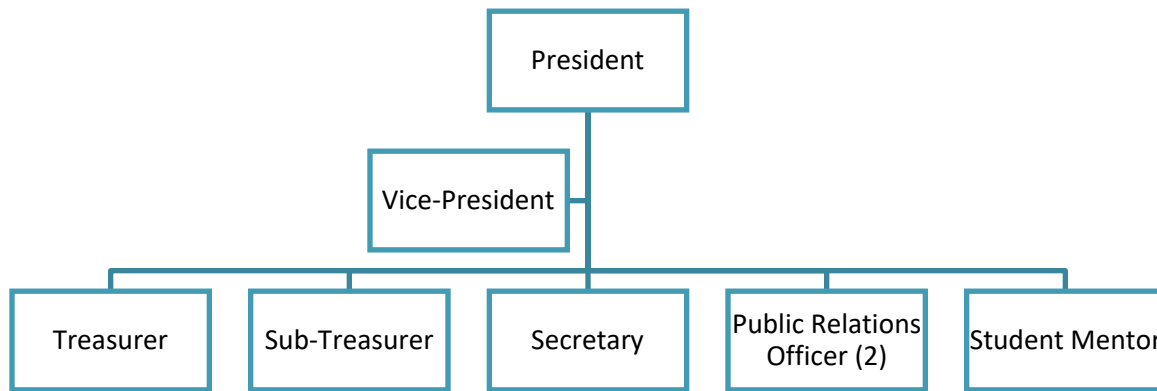 President
Vice-President
Treasurer
Sub-Treasurer
Secretary
Public Relations
Officer (2)
Student Mentor